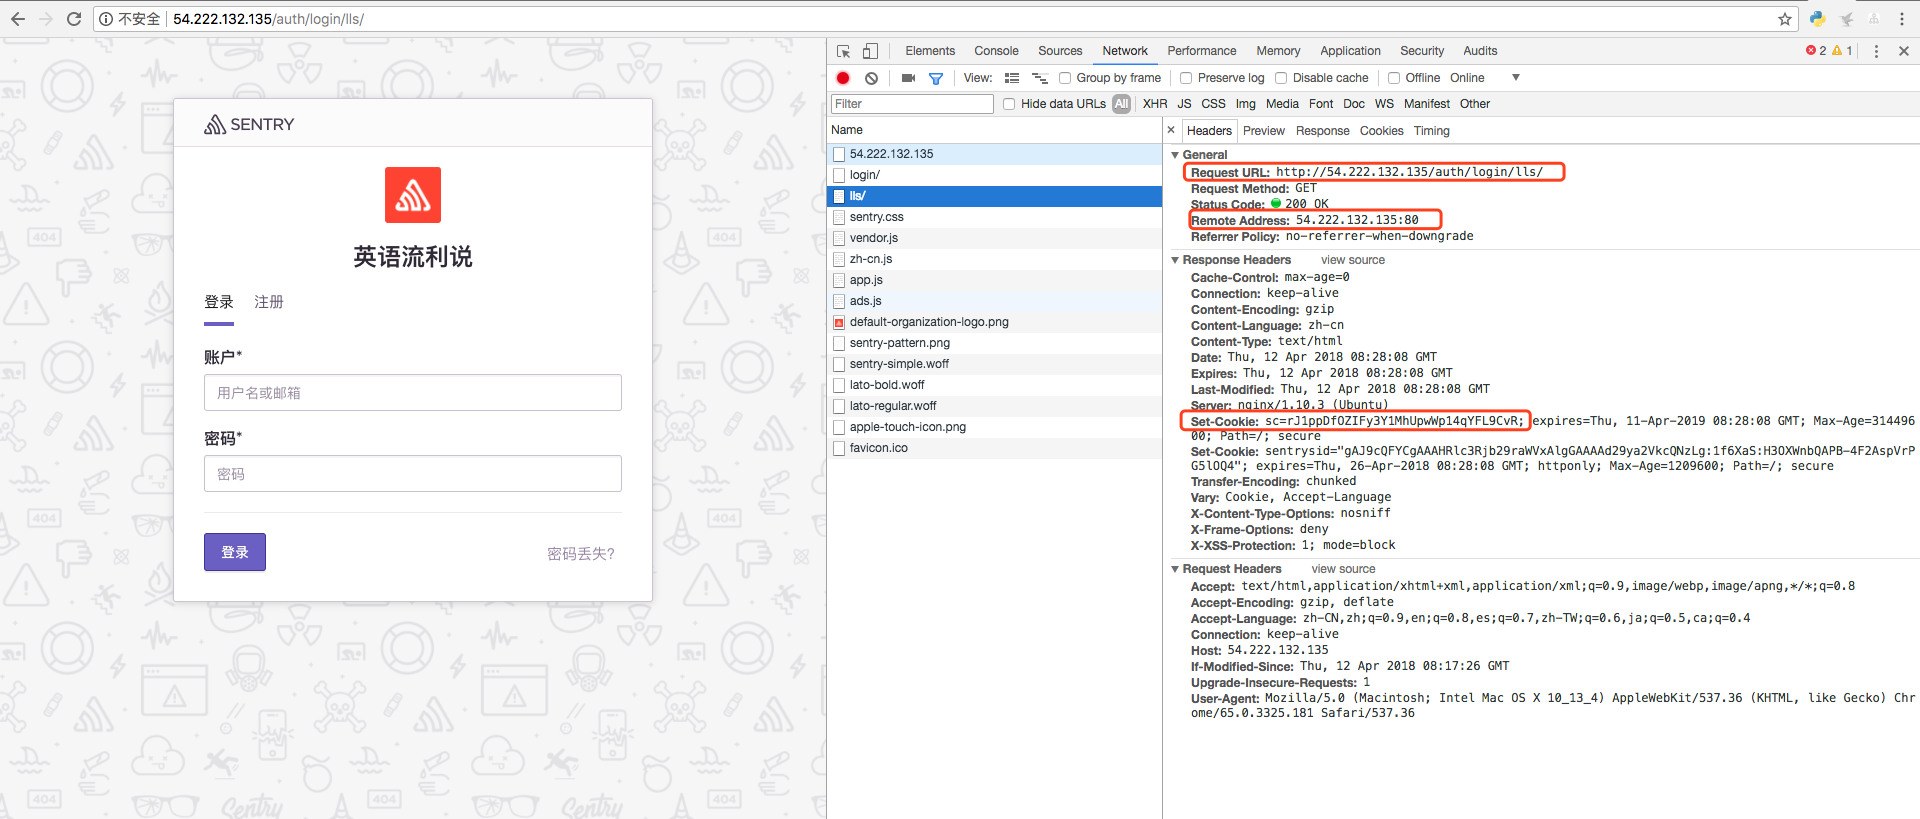 不安全 54.222.132.135/auth/login/lls/
SENTRY
英语流利说
登录 注册
账户*
用户名或邮箱
密码*
密码
登录 密码丢失?
404
404
404
404
404
404
Sentry
Sentry
Elements Console Sources Network Performance Memory Application Security Audits 2 1
View: Group by frame Preserve log Disable cache Offline Online
Filter Hide data URLs All XHR JS CSS Img Media Font Doc WS Manifest Other
Name
54.222.132.135
login/
lls/
sentry.css
vendor.js
zh-cn.js
app.js
ads.js
default-organization-logo.png
sentry-pattern.png
sentry-simple.woff
lato-bold.woff
lato-regular.woff
apple-touch-icon.png
favicon.ico
Headers Preview Response Cookies Timing
General
Request URL: http://54.222.132.135/auth/login/lls/
Request Method: GET
Status Code: 200 OK
Remote Address: 54.222.132.135:80
Referrer Policy: no-referrer-when-downgrade
Response Headers view source
Cache-Control: max-age=0
Connection: keep-alive
Content-Encoding: gzip
Content-Language: zh-cn
Content-Type: text/html
Date: Thu, 12 Apr 2018 08:28:08 GMT
Expires: Thu, 12 Apr 2018 08:28:08 GMT
Last-Modified: Thu, 12 Apr 2018 08:28:08 GMT
Server: nginx/1.10.3 (Ubuntu)
Set-Cookie: sc=rJ1ppDfOZIFy3Y1MhUpwWp14qYFL9CvR; expires=Thu, 11-Apr-2019 08:28:08 GMT; Max-Age=314496
00; Path=/; secure
Set-Cookie: sentrysid="gAJ9cQFYCgAAAHRlc3Rjb29raWVxAlgGAAAAd29ya2VkcQNzLg:1f6XaS:H3OXWnbQAPB-4F2AspVrP
G5lOQ4"; expires=Thu, 26-Apr-2018 08:28:08 GMT; httponly; Max-Age=1209600; Path=/; secure
Transfer-Encoding: chunked
Vary: Cookie, Accept-Language
X-Content-Type-Options: nosniff
X-Frame-Options: deny
X-XSS-Protection: 1; mode=block
Request Headers view source
Accept: text/html,application/xhtml+xml,application/xml;q=0.9,image/webp,image/apng,*/*;q=0.8
Accept-Encoding: gzip, deflate
Accept-Language: zh-CN,zh;q=0.9,en;q=0.8,es;q=0.7,zh-TW;q=0.6,ja;q=0.5,ca;q=0.4
Connection: keep-alive
Host: 54.222.132.135
If-Modified-Since: Thu, 12 Apr 2018 08:17:26 GMT
Upgrade-Insecure-Requests: 1
User-Agent: Mozilla/5.0 (Macintosh; Intel Mac OS X 10_13_4) AppleWebKit/537.36 (KHTML, like Gecko) Chr
ome/65.0.3325.181 Safari/537.36